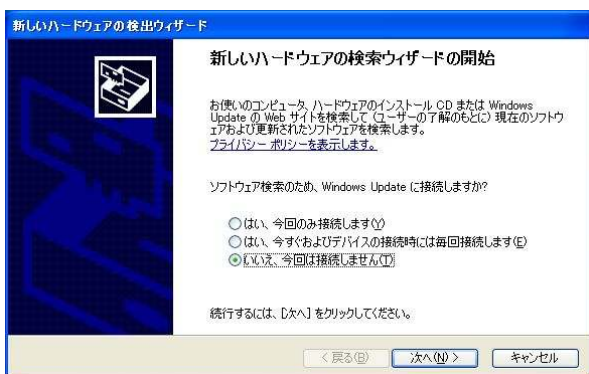 新しいハードウェアの検出ウィザード
新しいハードウェアの検索ウィザードの開始
お使いのコンピュータ、ハードウェアのインストール CD または Windows
Update の Web サイトを検索して (ユーザーの了解のもとに) 現在のソフトウ
ェアおよび更新されたソフトウェアを検索します。
プライバシー ポリシーを表示します。
ソフトウェア検索のため、Windows Update に接続しますか?
はい、今回のみ接続します(Y)
はい、今すぐおよびデバイスの接続時には毎回接続します(E)
いいえ、今回は接続しません(T)
続行するには、[次へ] をクリックしてください。
< 戻る(B) 次へ(N) > キャンセル